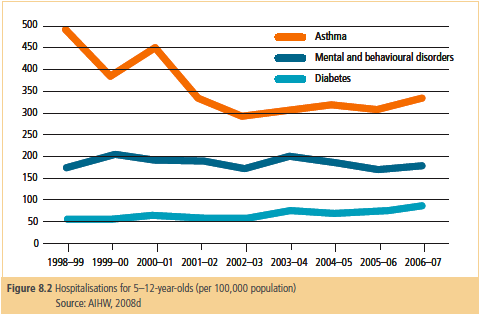 500
450
400
350
300
250
200
150
100
50
0
Asthma
Mental and behavioural disorders
Diabetes
1998–99 1999–00 2000–01 2001–02 2002–03 2003–04 2004–05 2005–06 2006–07
Figure 8.2 Hospitalisations for 5–12-year-olds (per 100,000 population)
Source: AIHW, 2008d